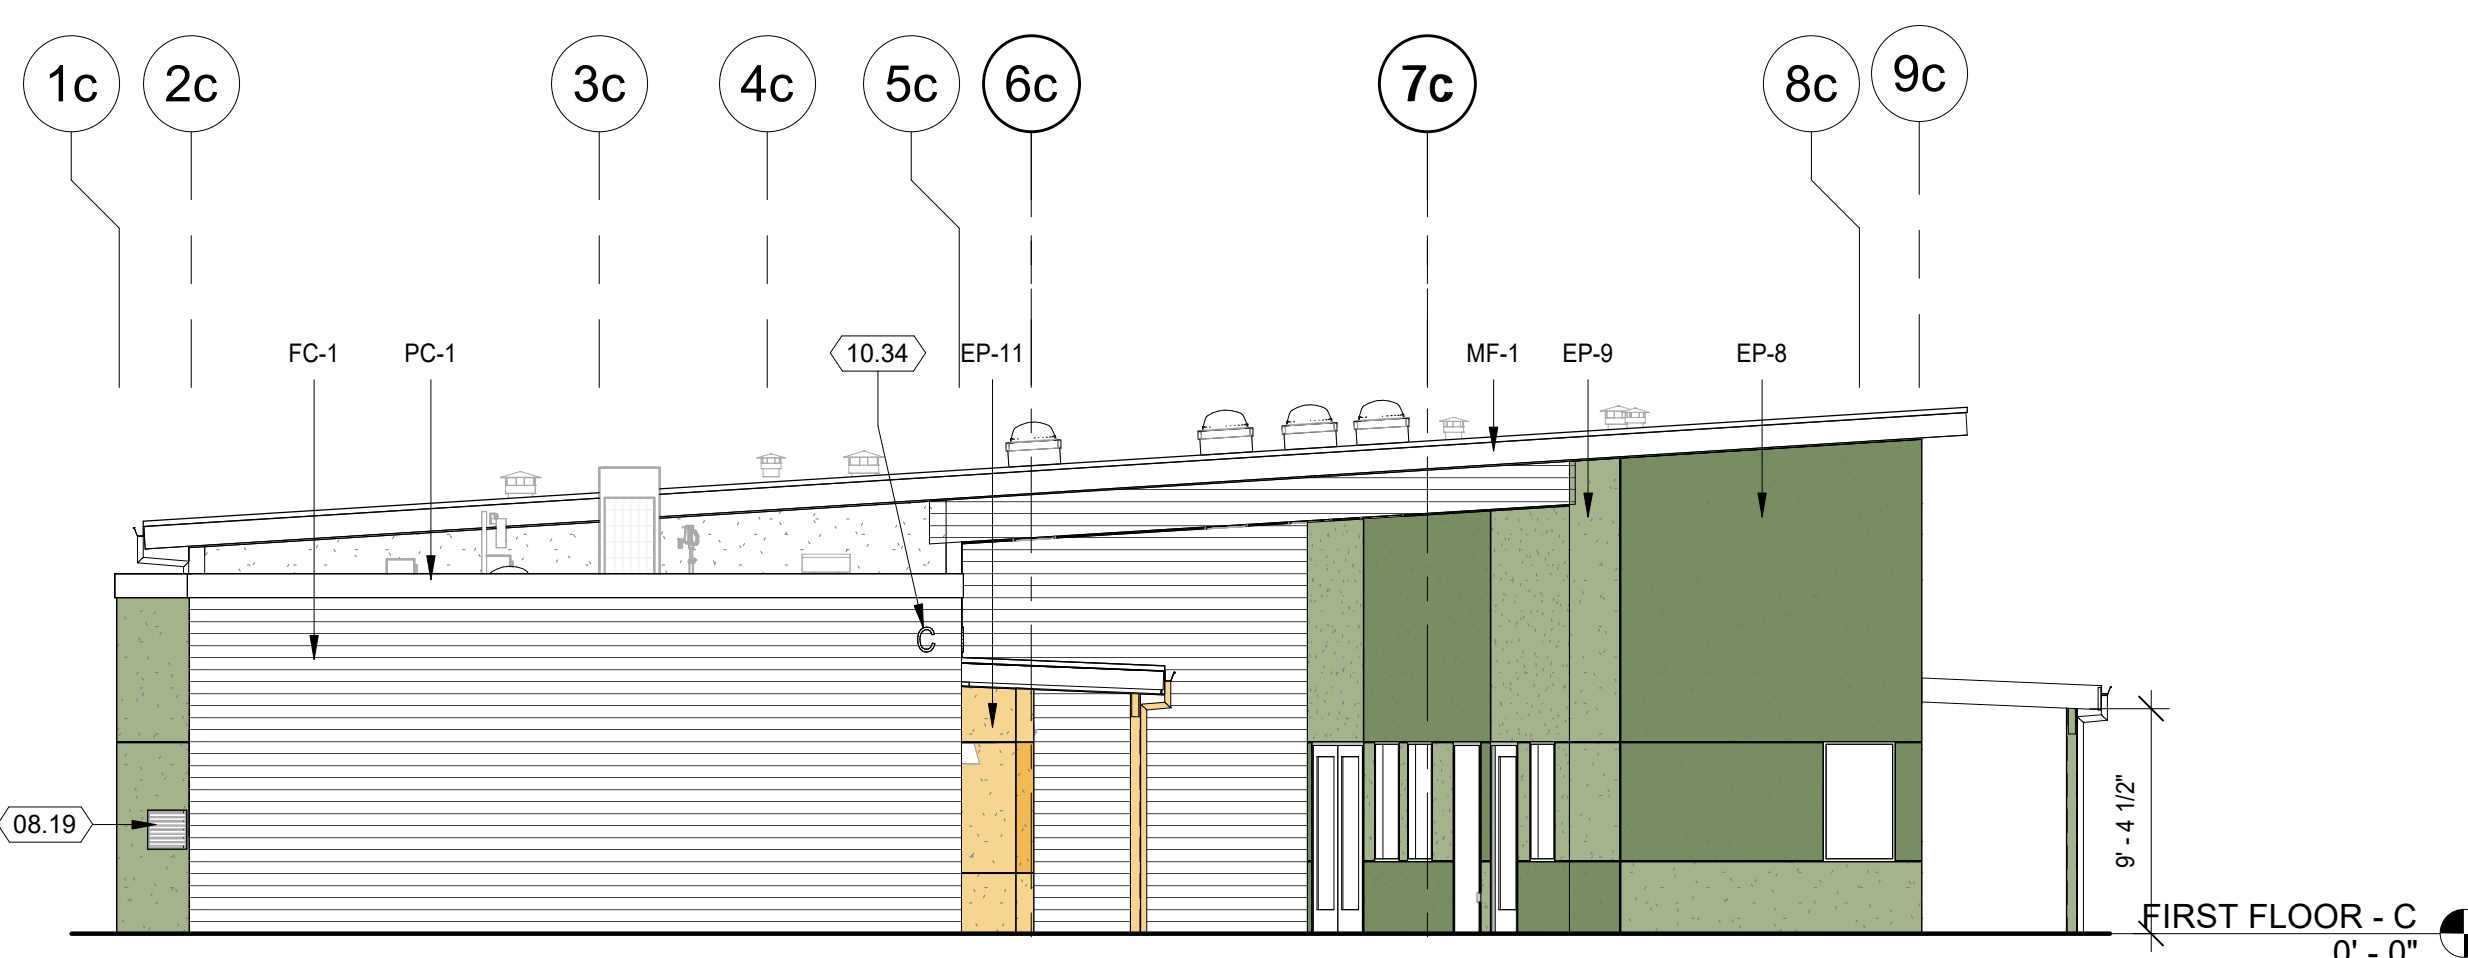 1c 2c 3c 4c 5c 6c 7c 8c 9c
FC-1 PC-1 10.34 EP-11 MF-1 EP-9 EP-8
C
08.19
9' - 4 1/2"
FIRST FLOOR - C
0' - 0"